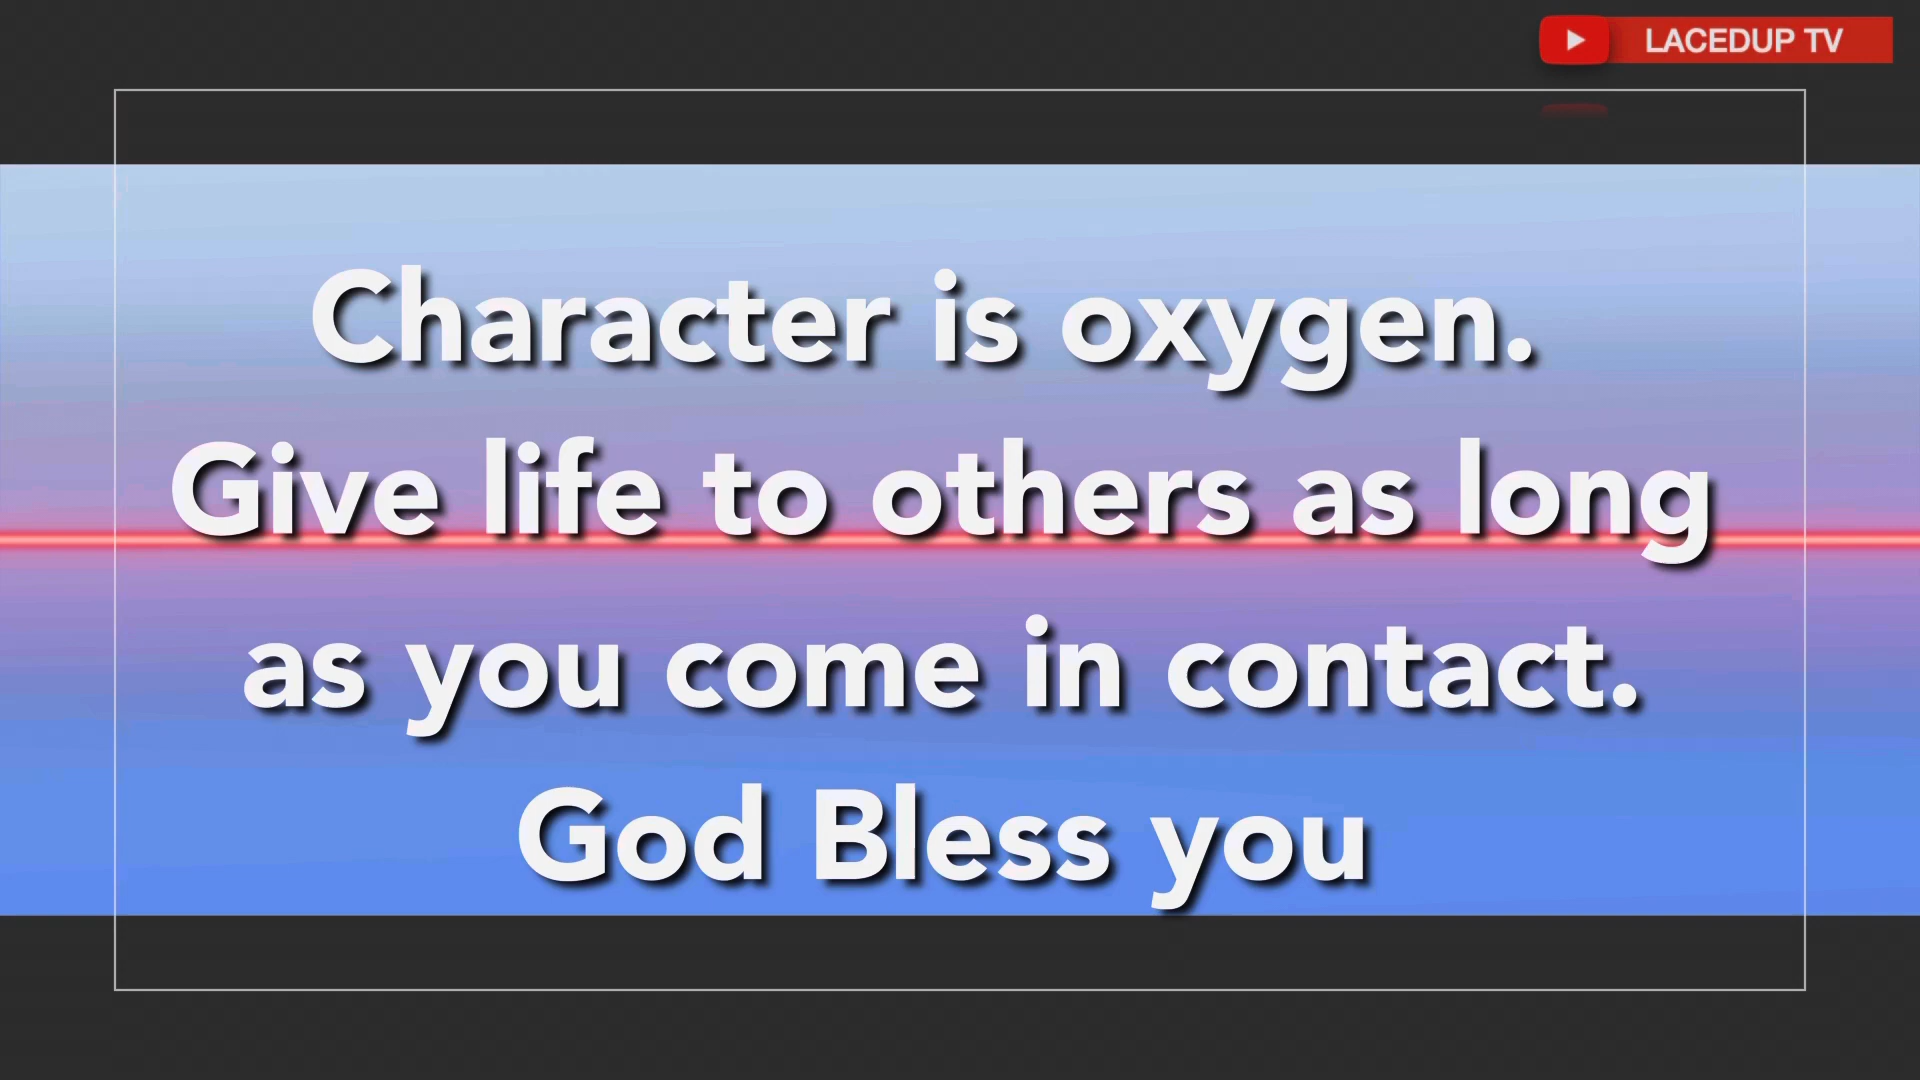 LACEDUP TV
Character is oxygen.
Give life to others as long
as you come in contact.
God Bless you